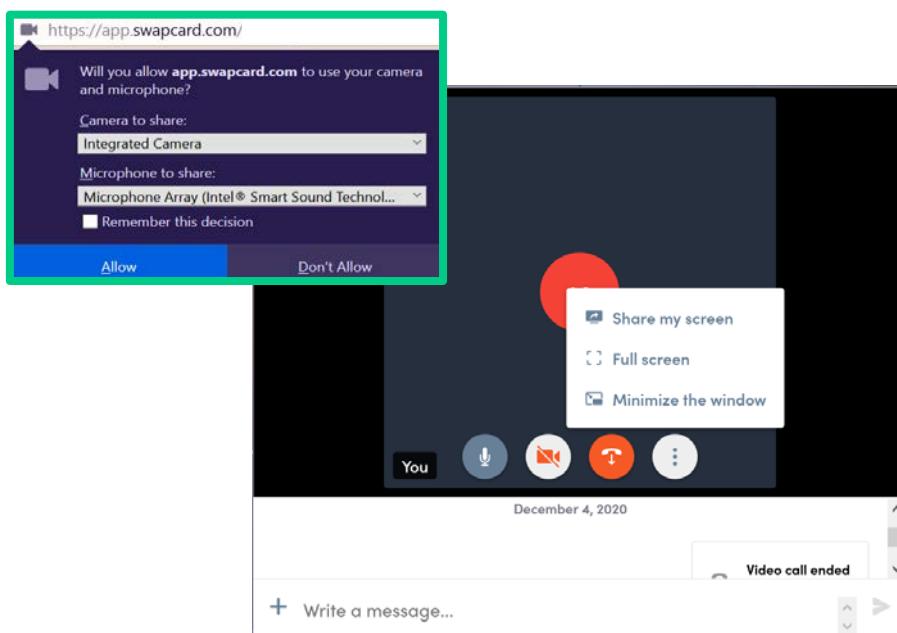 https://app.swapcard.com/
Will you allow app.swapcard.com to use your camera
and microphone?
Camera to share:
Integrated Camera
Microphone to share:
Microphone Array (Intel® Smart Sound Technol...
Remember this decision
Allow
Don't Allow
Share my screen
Full screen
Minimize the window
You
December 4, 2020
Video call ended
Write a message...